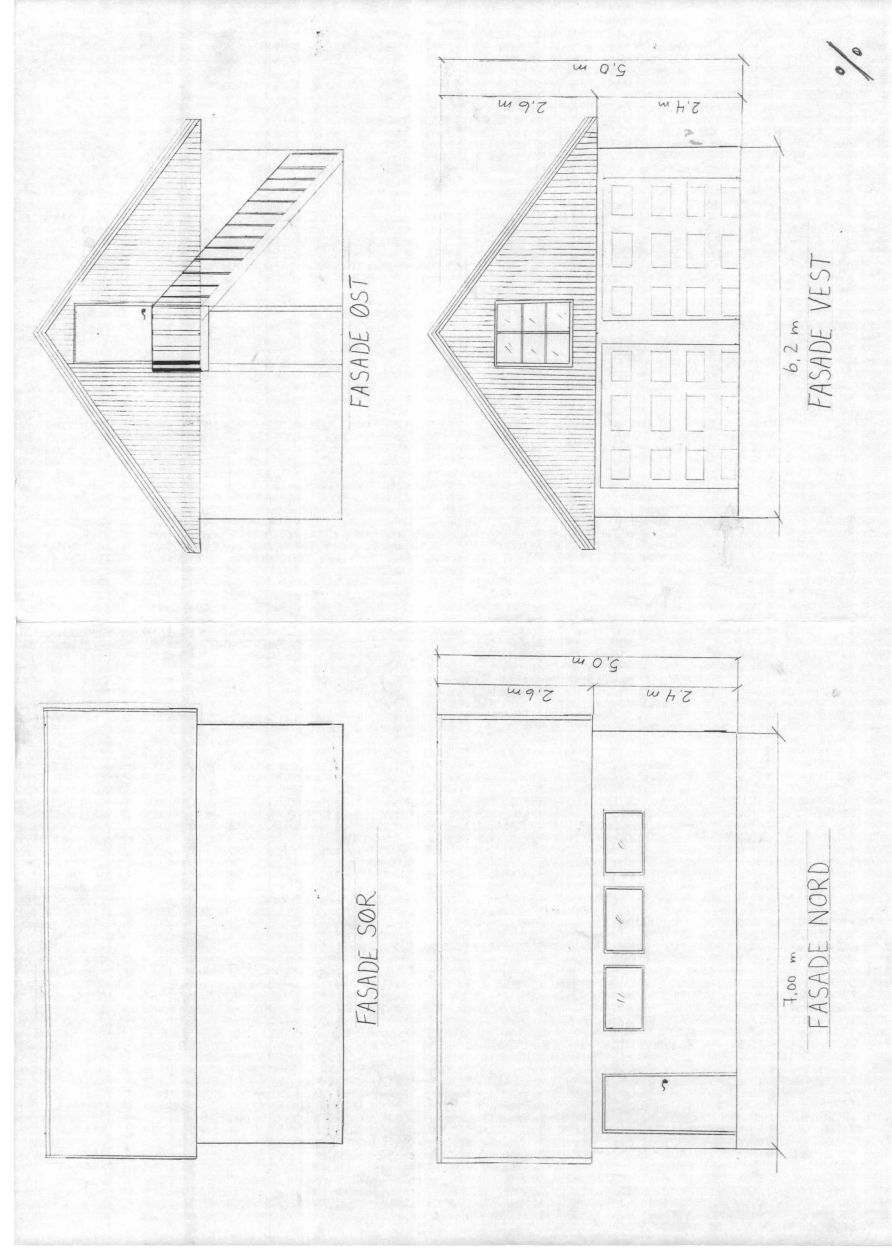 FASADE SØR
FASADE ØST
5,0 m
2,6 m
2,4 m
7,00 m
FASADE NORD
5,0 m
2,6 m
2,4 m
6,2 m
FASADE VEST